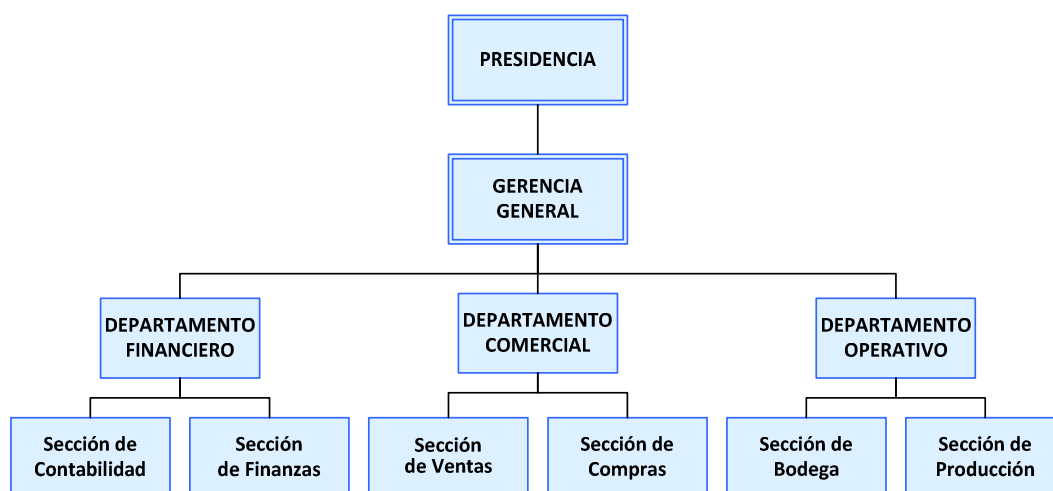 PRESIDENCIA
GERENCIA
GENERAL
DEPARTAMENTO
FINANCIERO
DEPARTAMENTO
COMERCIAL
DEPARTAMENTO
OPERATIVO
Sección de
Contabilidad
Sección
de Finanzas
Sección
de Ventas
Sección de
Compras
Sección de
Bodega
Sección de
Producción